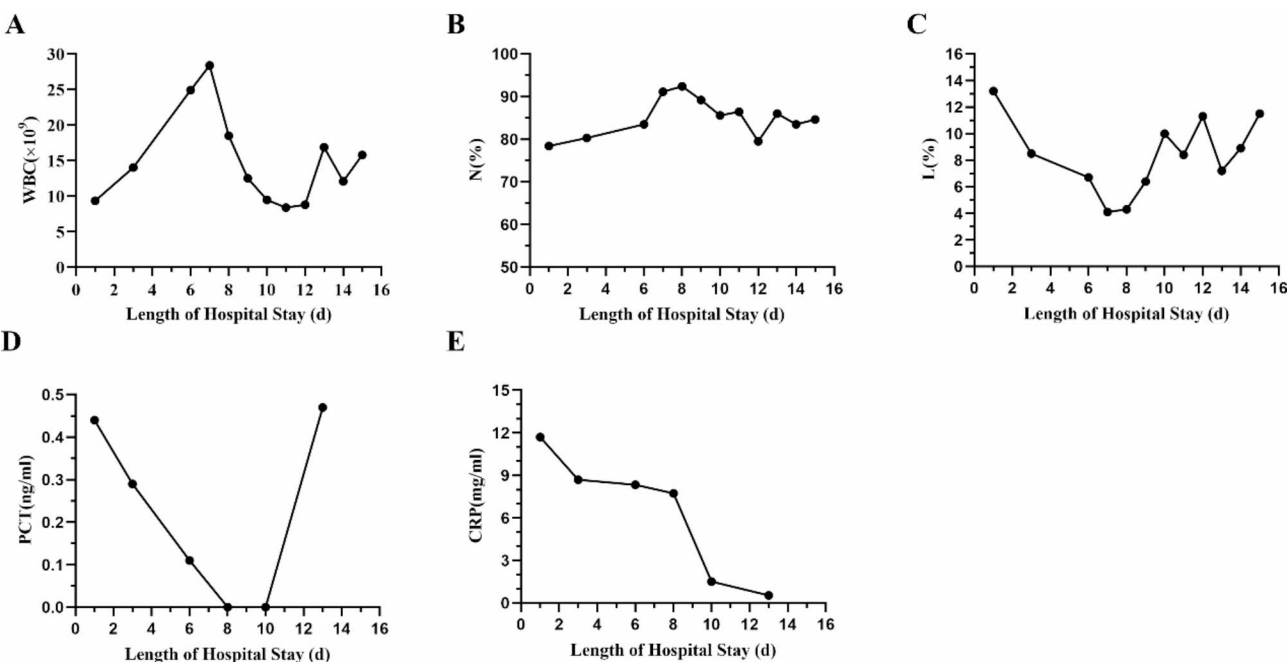 A
B
C
WBC(×10⁹)
30
25
20
15
10
5
0
0 2 4 6 8 10 12 14 16
Length of Hospital Stay (d)
N(%)
100
90
80
70
60
50
0 2 4 6 8 10 12 14 16
Length of Hospital Stay (d)
L(%)
16
14
12
10
8
6
4
2
0
0 2 4 6 8 10 12 14 16
Length of Hospital Stay (d)
D
E
PCT(ng/ml)
0.5
0.4
0.3
0.2
0.1
0.0
0 2 4 6 8 10 12 14 16
Length of Hospital Stay (d)
CRP(mg/ml)
15
12
9
6
3
0
0 2 4 6 8 10 12 14 16
Length of Hospital Stay (d)